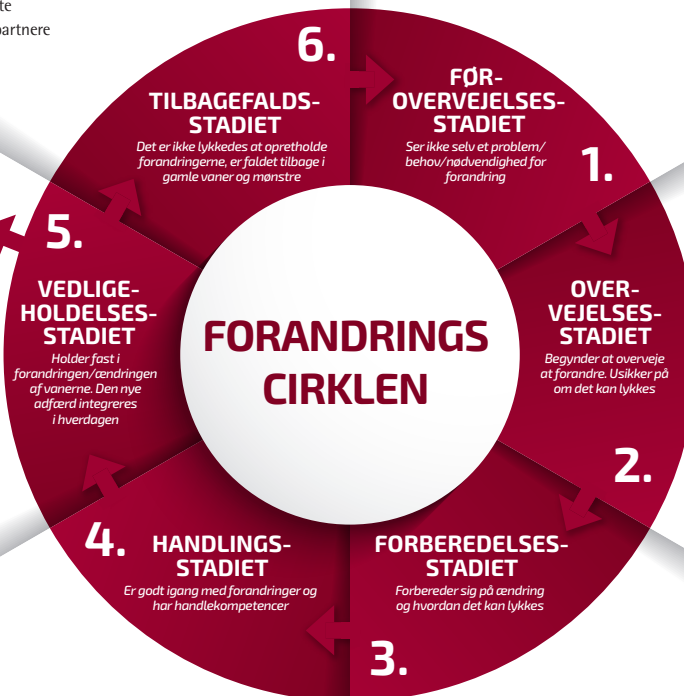 te
partnere
FORANDRINGS
CIRKLEN
1.
FØR-
OVERVEJELSES-
STADIET
Ser ikke selv et problem/
behov/nødvendighed for
forandring
2.
OVER-
VEJELSES-
STADIET
Begynder at overveje
at forandre. Usikker på
om det kan lykkes
3.
FORBEREDELSES-
STADIET
Forbereder sig på ændring
og hvordan det kan lykkes
4.
HANDLINGS-
STADIET
Er godt igang med forandringer og
har handlekompetencer
5.
VEDLIGE-
HOLDELSES-
STADIET
Holder fast i
forandringen/ændringen
af vanerne. Den nye
adfærd integreres
i hverdagen
6.
TILBAGEFALDS-
STADIET
Det er ikke lykkedes at opretholde
forandringerne, er faldet tilbage i
gamle vaner og mønstre